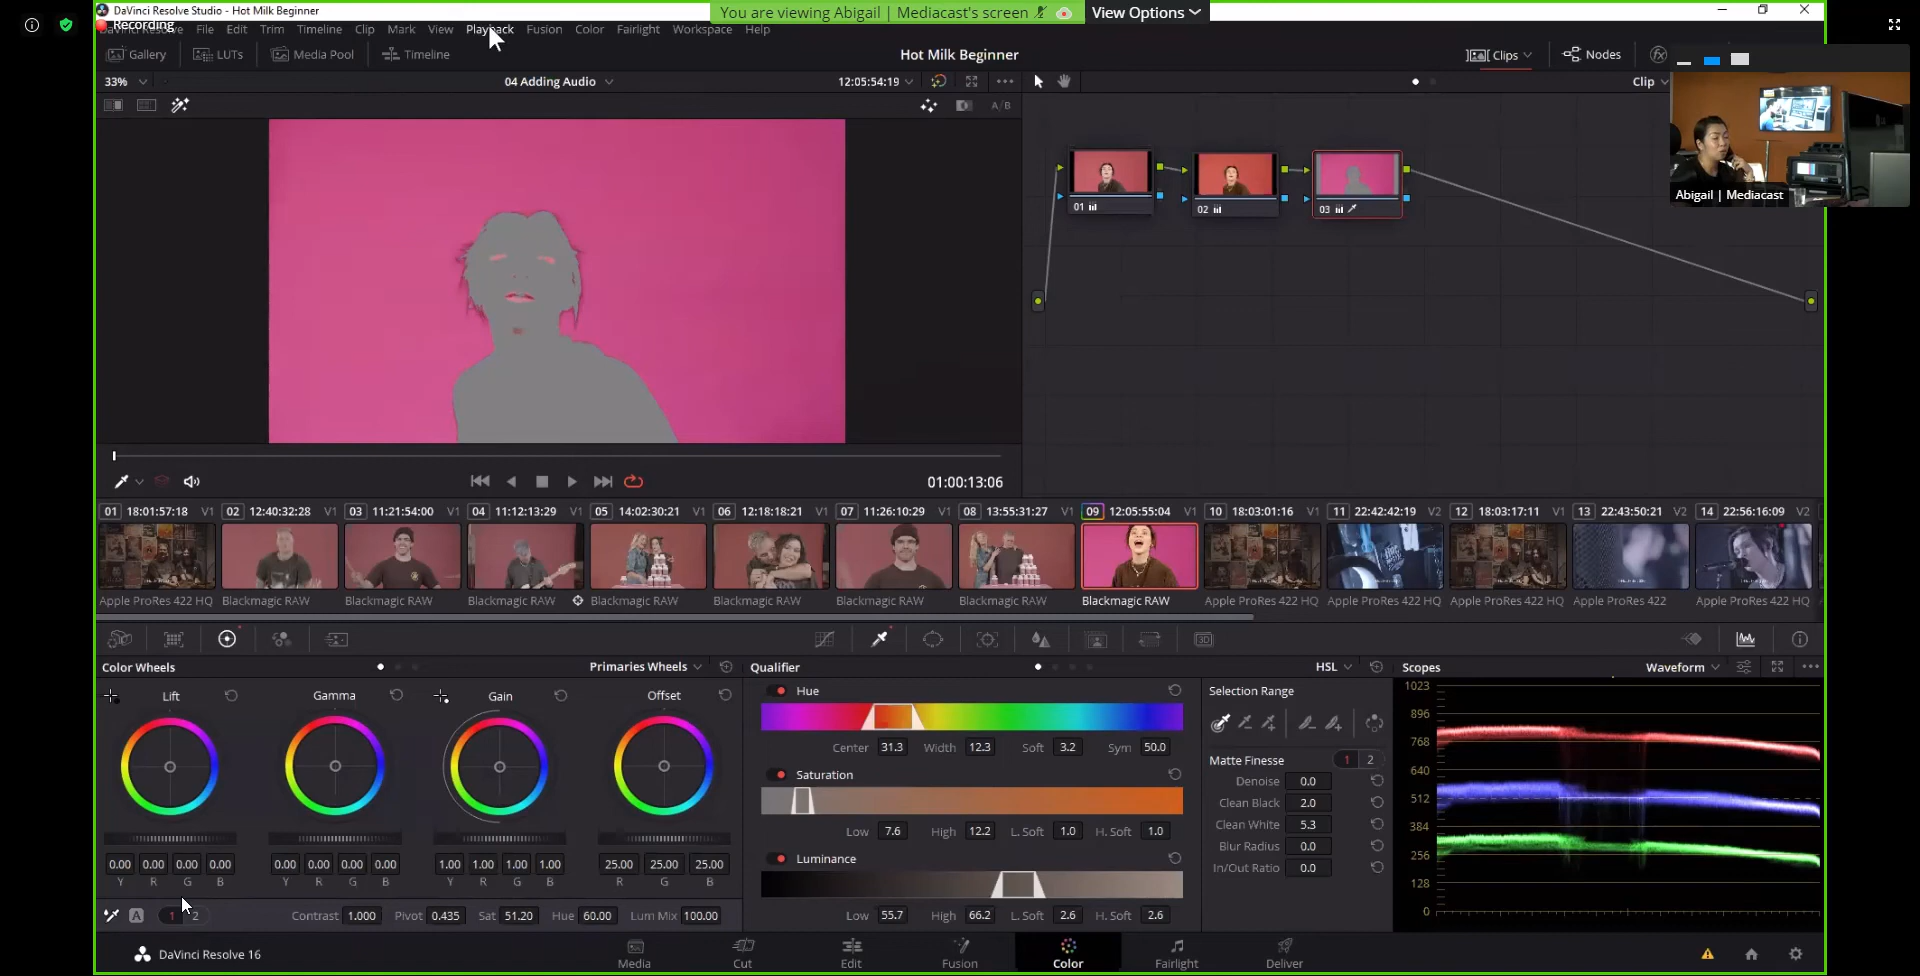 DaVinci Resolve Studio - Hot Milk Beginner
You are viewing Abigail | Mediacast's screen
View Options
Recording
DaVinci Resolve File Edit Trim Timeline Clip Mark View Playback Fusion Color Fairlight Workspace Help
Gallery LUTs Media Pool Timeline
Hot Milk Beginner
Clips Nodes
33%
04 Adding Audio
12:05:54:19
Clip
A/B
01
02
03
Abigail | Mediacast
01:00:13:06
01 18:01:57:18 V1 02 12:40:32:28 V1 03 11:21:54:00 V1 04 11:12:13:29 V1 05 14:02:30:21 V1 06 12:18:18:21 V1 07 11:26:10:29 V1 08 13:55:31:27 V1 09 12:05:55:04 V1 10 18:03:01:16 V1 11 22:42:42:19 V2 12 18:03:17:11 V1 13 22:43:50:21 V2 14 22:56:16:09 V2
Apple ProRes 422 HQ Blackmagic RAW Blackmagic RAW Blackmagic RAW Blackmagic RAW Blackmagic RAW Blackmagic RAW Blackmagic RAW Blackmagic RAW Apple ProRes 422 HQ Apple ProRes 422 HQ Apple ProRes 422 HQ Apple ProRes 422 Apple ProRes 422 HQ
3D
Color Wheels
Primaries Wheels
Lift Gamma Gain Offset
0.00 0.00 0.00 0.00 0.00 0.00 0.00 0.00 1.00 1.00 1.00 1.00 25.00 25.00 25.00
Y R G B Y R G B Y R G B R G B
A 1 2 Contrast 1.000 Pivot 0.435 Sat 51.20 Hue 60.00 Lum Mix 100.00
Qualifier
HSL
Hue
Center 31.3 Width 12.3 Soft 3.2 Sym 50.0
Saturation
Low 7.6 High 12.2 L. Soft 1.0 H. Soft 1.0
Luminance
Low 55.7 High 66.2 L. Soft 2.6 H. Soft 2.6
Selection Range
Matte Finesse 1 2
Denoise 0.0
Clean Black 2.0
Clean White 5.3
Blur Radius 0.0
In/Out Ratio 0.0
Scopes
Waveform
1023
896
768
640
512
384
256
128
0
DaVinci Resolve 16
Media Cut Edit Fusion Color Fairlight Deliver